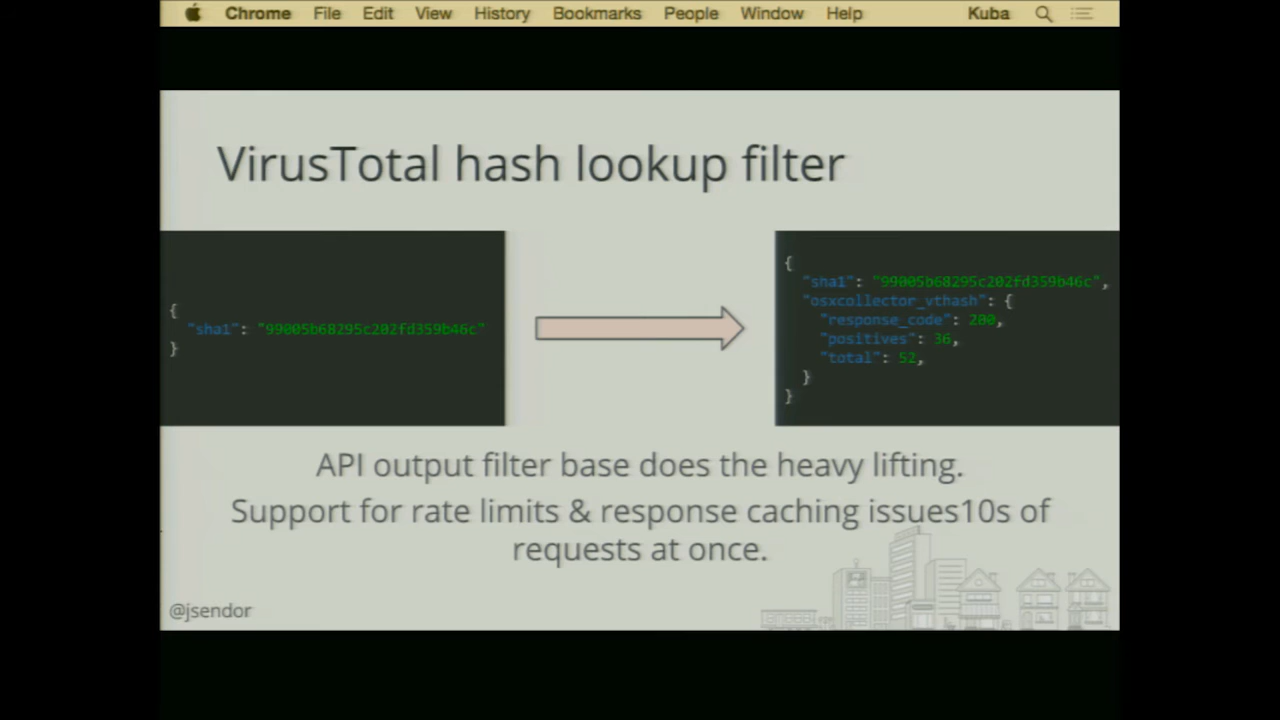 Chrome File Edit View History Bookmarks People Window Help Kuba
VirusTotal hash lookup filter
{
"sha1": "99005b68295c202fd359b46c"
}
{
"sha1": "99005b68295c202fd359b46c",
"osxcollector_vthash": {
"response_code": 200,
"positives": 36,
"total": 52,
}
}
API output filter base does the heavy lifting.
Support for rate limits & response caching issues10s of
requests at once.
@jsendor